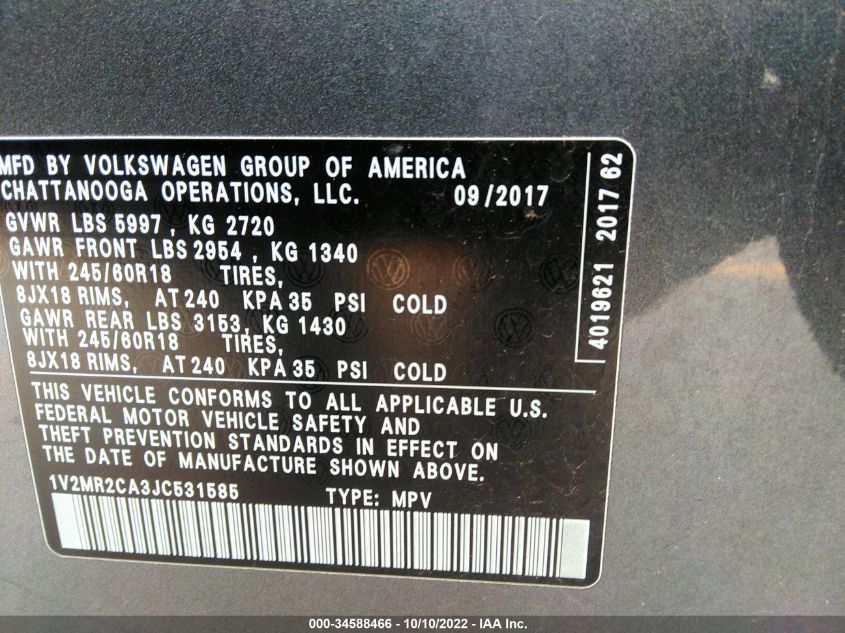 MFD BY VOLKSWAGEN GROUP OF AMERICA
CHATTANOOGA OPERATIONS, LLC. 09/2017
GVWR LBS 5997 , KG 2720
GAWR FRONT LBS 2954 , KG 1340
WITH 245/60R18 TIRES,
8JX18 RIMS, AT 240 KPA 35 PSI COLD
GAWR REAR LBS 3153, KG 1430
WITH 245/60R18 TIRES,
8JX18 RIMS, AT 240 KPA 35 PSI COLD
THIS VEHICLE CONFORMS TO ALL APPLICABLE U.S.
FEDERAL MOTOR VEHICLE SAFETY AND
THEFT PREVENTION STANDARDS IN EFFECT ON
THE DATE OF MANUFACTURE SHOWN ABOVE.
1V2MR2CA3JC531585 TYPE: MPV
4019621 2017 62
000-34588466 - 10/10/2022 - IAA Inc.